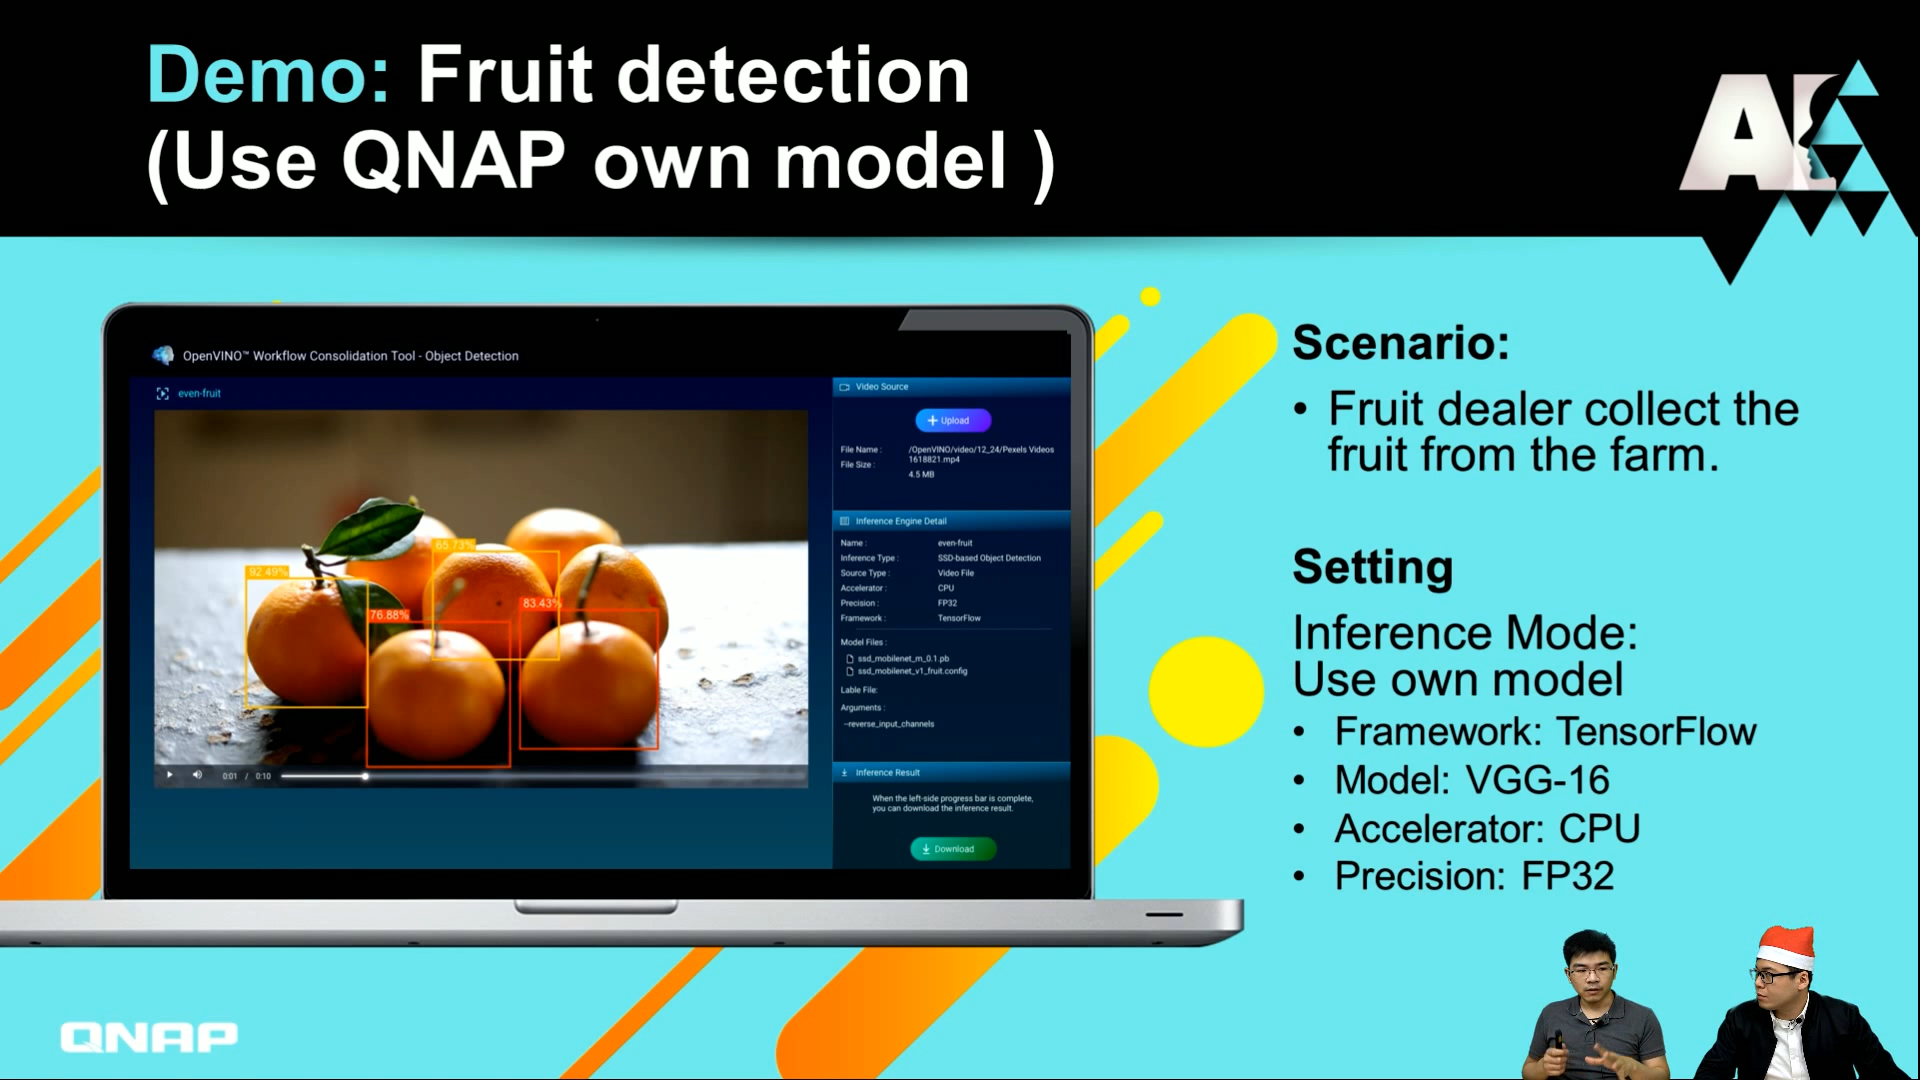 Demo: Fruit detection
(Use QNAP own model )
AI
OpenVINO™ Workflow Consolidation Tool - Object Detection
even-fruit
92.49%
65.73%
76.88%
83.43%
0:01 / 0:10
Video Source
Upload
File Name : /OpenVINO/video/12_24/Pexels Videos
1618821.mp4
File Size :
4.5 MB
Inference Engine Detail
Name : even-fruit
Inference Type : SSD-based Object Detection
Source Type : Video File
Accelerator : CPU
Precision : FP32
Framework : TensorFlow
Model Files :
ssd_mobilenet_m_0.1.pb
ssd_mobilenet_v1_fruit.config
Lable File:
Arguments :
--reverse_input_channels
Inference Result
When the left-side progress bar is complete,
you can download the inference result.
Download
Scenario:
• Fruit dealer collect the
fruit from the farm.
Setting
Inference Mode:
Use own model
• Framework: TensorFlow
• Model: VGG-16
• Accelerator: CPU
• Precision: FP32
QNAP